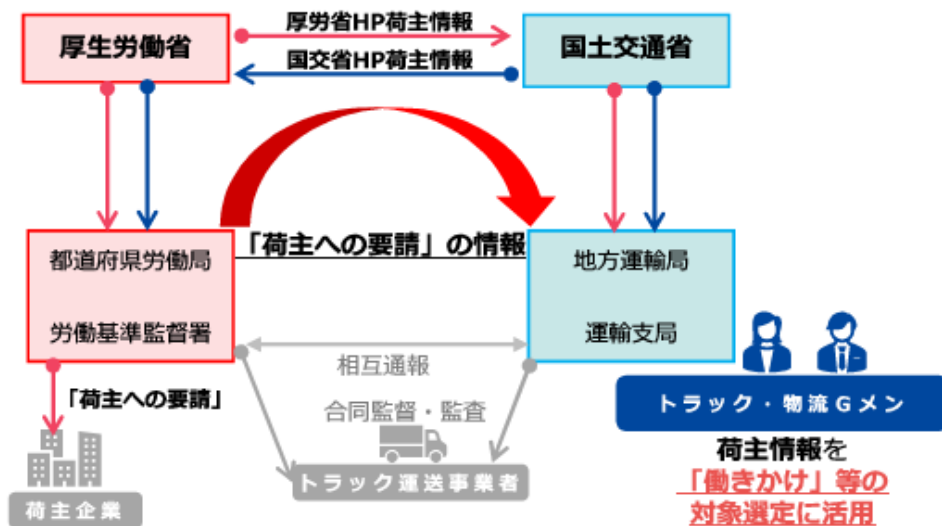 厚労省HP荷主情報
厚生労働省
国土交通省
国交省HP荷主情報
「荷主への要請」の情報
都道府県労働局
地方運輸局
労働基準監督署
運輸支局
相互通報
「荷主への要請」
合同監督・監査
トラック・物流Gメン
荷主企業
トラック運送事業者
荷主情報を
「働きかけ」等の
対象選定に活用